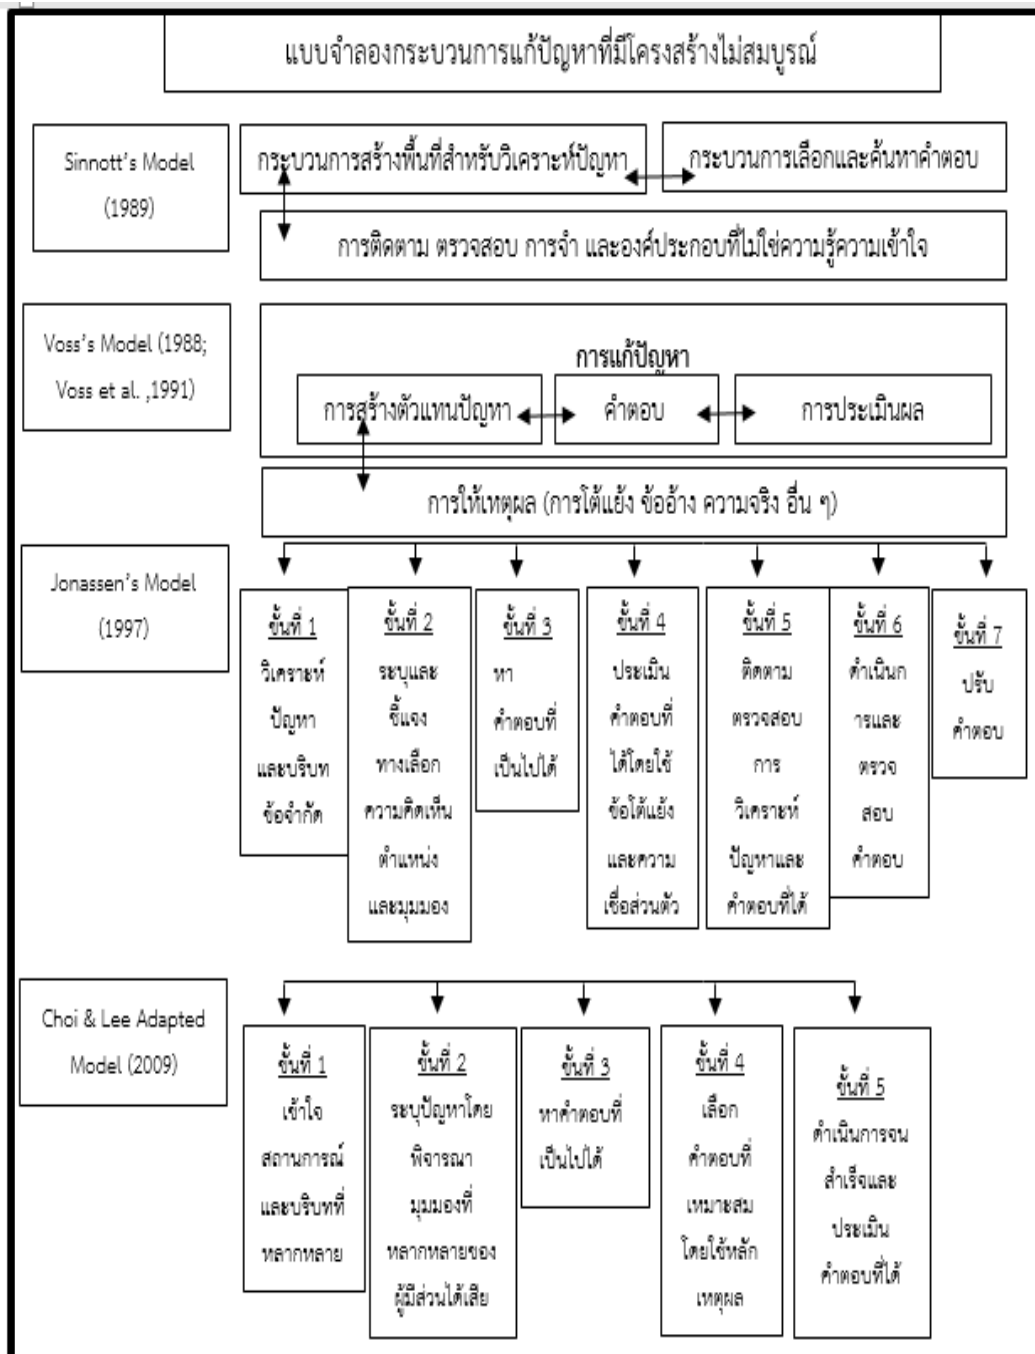 แบบจำลองกระบวนการแก้ปัญหาที่มีโครงสร้างไม่สมบูรณ์
Sinnott's Model
(1989)
กระบวนการสร้างพื้นที่สำหรับวิเคราะห์ปัญหา
กระบวนการเลือกและค้นหาคำตอบ
การติดตาม ตรวจสอบ การจำ และองค์ประกอบที่ไม่ใช่ความรู้ความเข้าใจ
Voss's Model (1988;
Voss et al. ,1991)
การแก้ปัญหา
การสร้างตัวแทนปัญหา
คำตอบ
การประเมินผล
การให้เหตุผล (การโต้แย้ง ข้ออ้าง ความจริง อื่น ๆ)
Jonassen's Model
(1997)
ขั้นที่ 1
วิเคราะห์
ปัญหา
และบริบท
ข้อจำกัด
ขั้นที่ 2
ระบุและ
ชี้แจง
ทางเลือก
ความคิดเห็น
ตำแหน่ง
และมุมมอง
ขั้นที่ 3
หา
คำตอบที่
เป็นไปได้
ขั้นที่ 4
ประเมิน
คำตอบที่
ได้โดยใช้
ข้อโต้แย้ง
และความ
เชื่อส่วนตัว
ขั้นที่ 5
ติดตาม
ตรวจสอบ
การ
วิเคราะห์
ปัญหาและ
คำตอบที่ได้
ขั้นที่ 6
ดำเนินก
ารและ
ตรวจ
สอบ
คำตอบ
ขั้นที่ 7
ปรับ
คำตอบ
Choi & Lee Adapted
Model (2009)
ขั้นที่ 1
เข้าใจ
สถานการณ์
และบริบทที่
หลากหลาย
ขั้นที่ 2
ระบุปัญหาโดย
พิจารณา
มุมมองที่
หลากหลายของ
ผู้มีส่วนได้เสีย
ขั้นที่ 3
หาคำตอบที่
เป็นไปได้
ขั้นที่ 4
เลือก
คำตอบที่
เหมาะสม
โดยใช้หลัก
เหตุผล
ขั้นที่ 5
ดำเนินการจน
สำเร็จและ
ประเมิน
คำตอบที่ได้